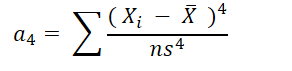 a₄ = ∑ ( Xᵢ − X̄ )⁴ / ns⁴